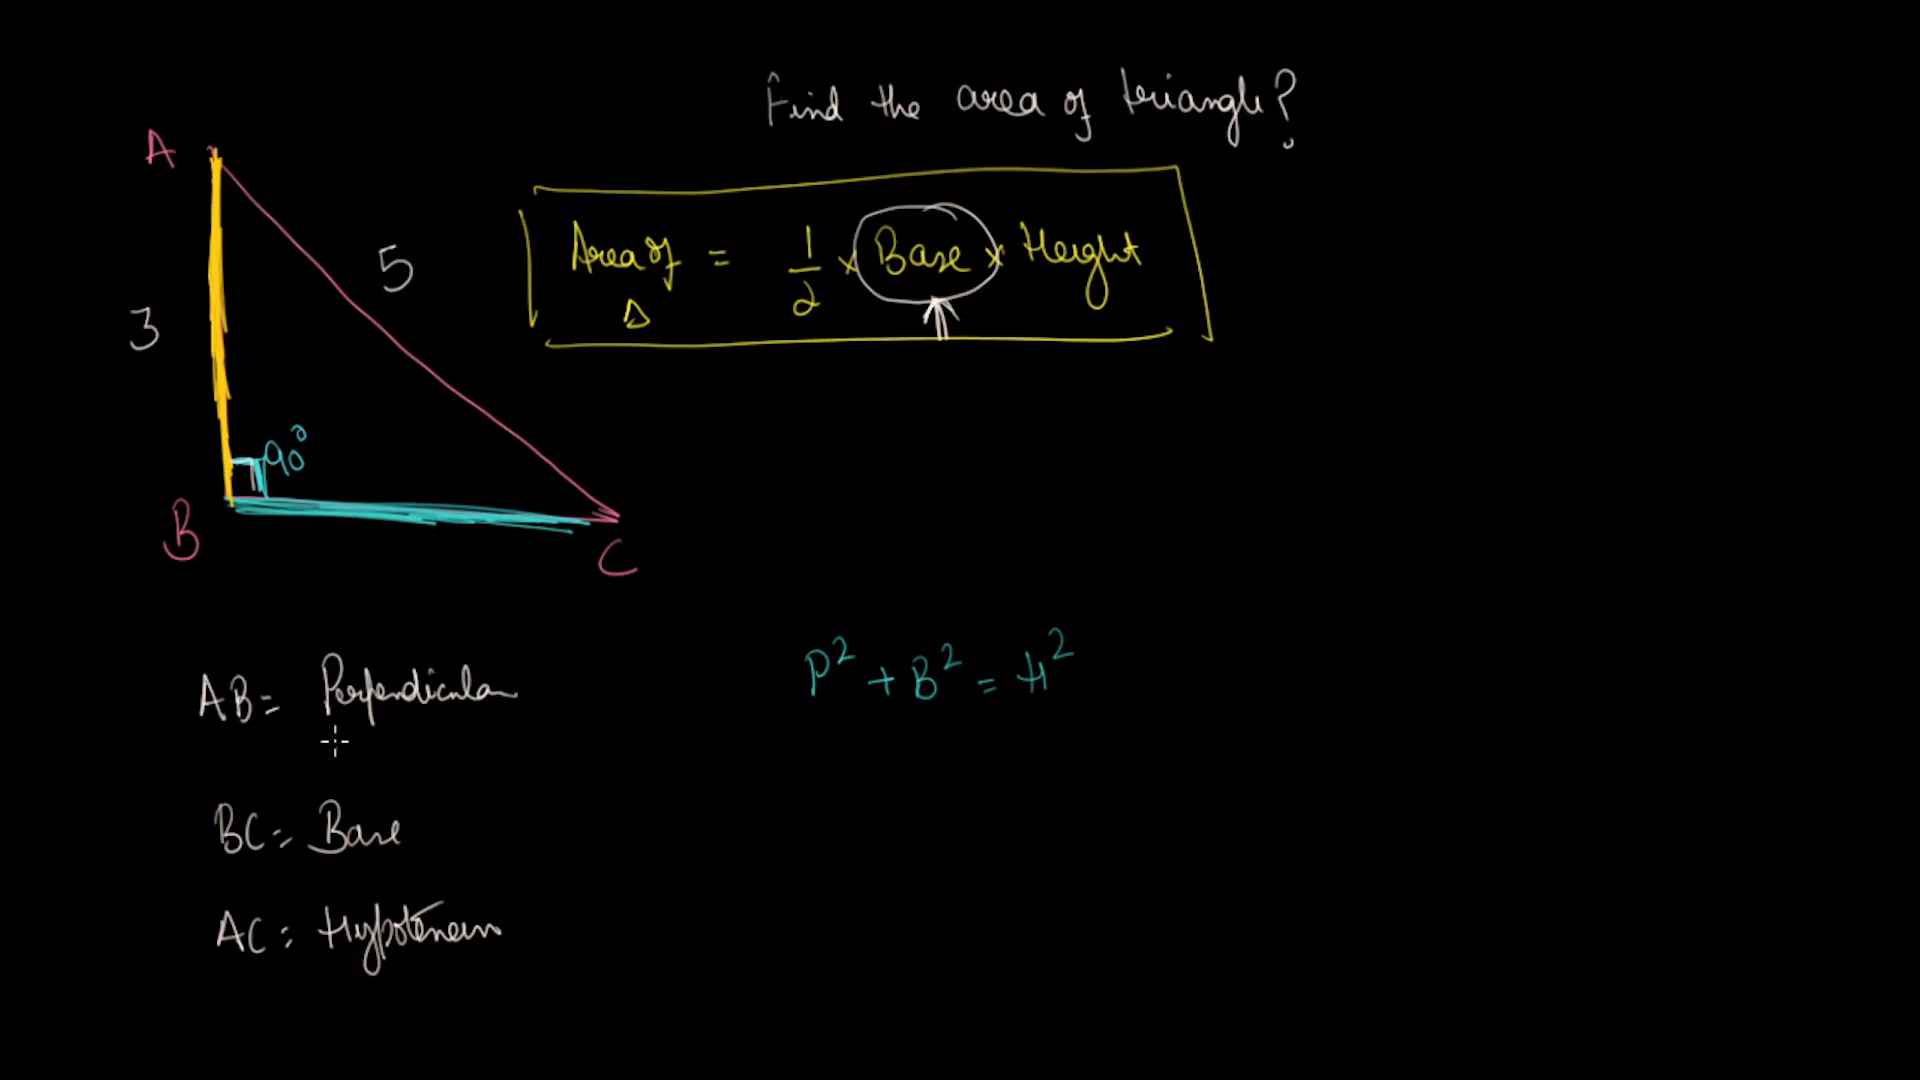 Find the area of triangle?
A
5
Area of = 1/2 × Base × Height
Δ
3
90°
B
C
P² + B² = H²
AB = Perpendicular
BC = Base
AC = Hypotenuse